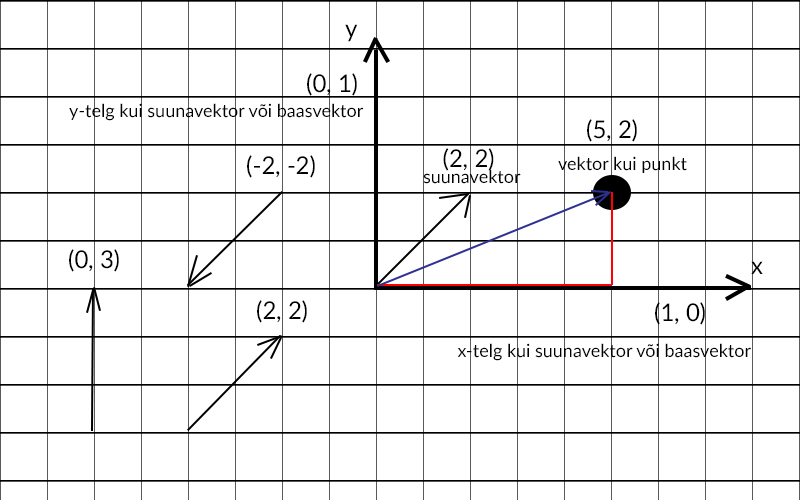 y
(0, 1)
y-telg kui suunavektor või baasvektor
(5, 2)
vektor kui punkt
(2, 2)
suunavektor
(-2, -2)
(0, 3)
x
(2, 2)
(1, 0)
x-telg kui suunavektor või baasvektor